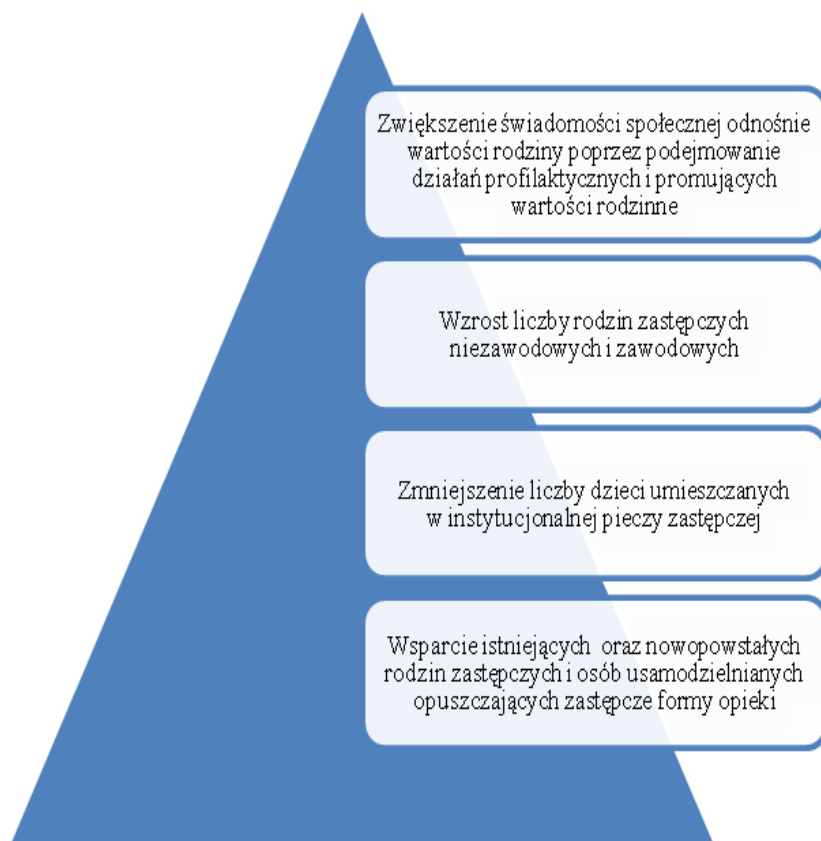 Zwiększenie świadomości społecznej odnośnie
wartości rodziny poprzez podejmowanie
działań profilaktycznych i promujących
wartości rodzinne
Wzrost liczby rodzin zastępczych
niezawodowych i zawodowych
Zmniejszenie liczby dzieci umieszczanych
w instytucjonalnej pieczy zastępczej
Wsparcie istniejących oraz nowopowstałych
rodzin zastępczych i osób usamodzielnianych
opuszczających zastępcze formy opieki